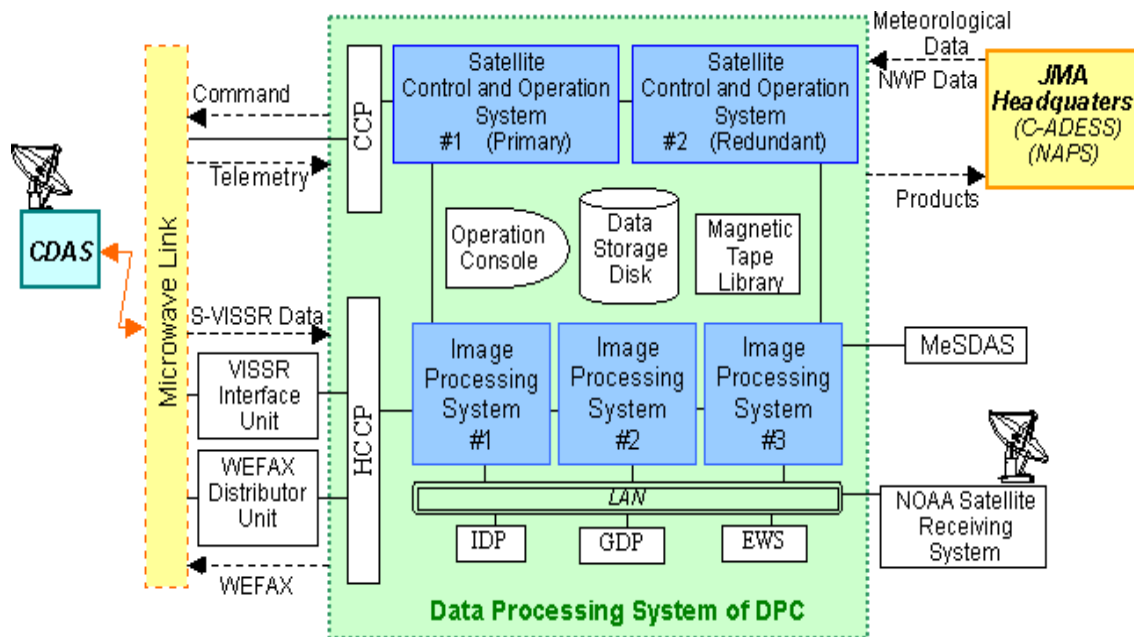 Meteorological
Data
NWP Data
JMA
Headquaters
(C-ADESS)
(NAPS)
Products
Satellite
Control and Operation
System
#1 (Primary)
Satellite
Control and Operation
System
#2 (Redundant)
CCP
Command
Telemetry
CDAS
Microwave Link
Operation
Console
Data
Storage
Disk
Magnetic
Tape
Library
S-VISSR Data
VISSR
Interface
Unit
WEFAX
Distributor
Unit
WEFAX
HCCP
Image
Processing
System
#1
Image
Processing
System
#2
Image
Processing
System
#3
MeSDAS
LAN
IDP
GDP
EWS
NOAA Satellite
Receiving
System
Data Processing System of DPC